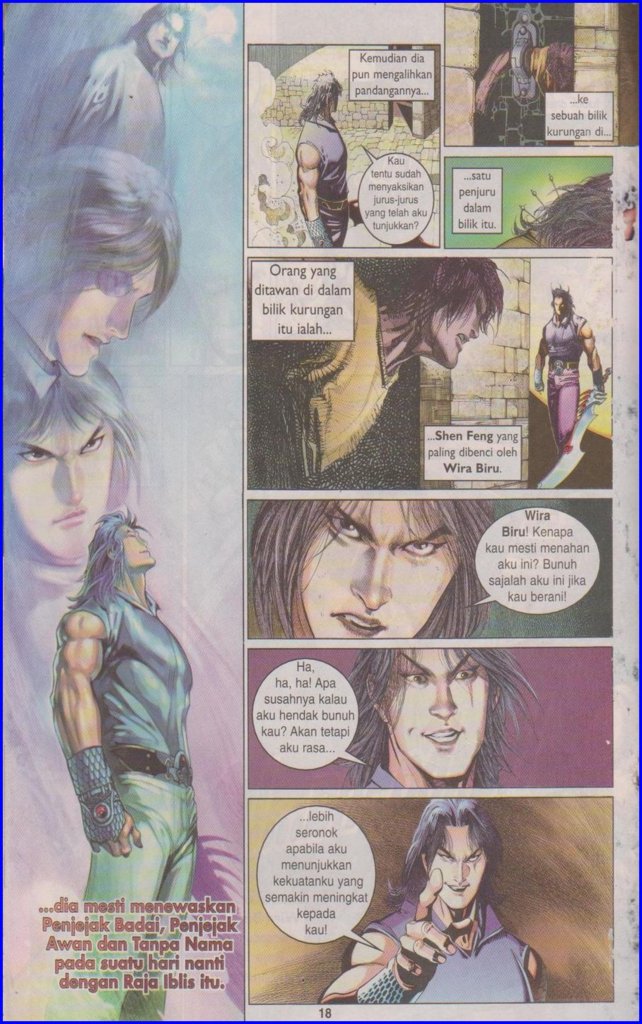 ...dia mesti menewaskan
Penjejak Badai, Penjejak
Awan dan Tanpa Nama
pada suatu hari nanti
dengan Raja Iblis itu.
Kemudian dia
pun mengalihkan
pandangannya...
Kau
tentu sudah
menyaksikan
jurus-jurus
yang telah aku
tunjukkan?
...ke
sebuah bilik
kurungan di...
...satu
penjuru
dalam
bilik itu.
Orang yang
ditawan di dalam
bilik kurungan
itu ialah...
...Shen Feng yang
paling dibenci oleh
Wira Biru.
Wira
Biru! Kenapa
kau mesti menahan
aku ini? Bunuh
sajalah aku ini jika
kau berani!
Ha,
ha, ha! Apa
susahnya kalau
aku hendak bunuh
kau? Akan tetapi
aku rasa...
...lebih
seronok
apabila aku
menunjukkan
kekuatanku yang
semakin meningkat
kepada
kau!
18